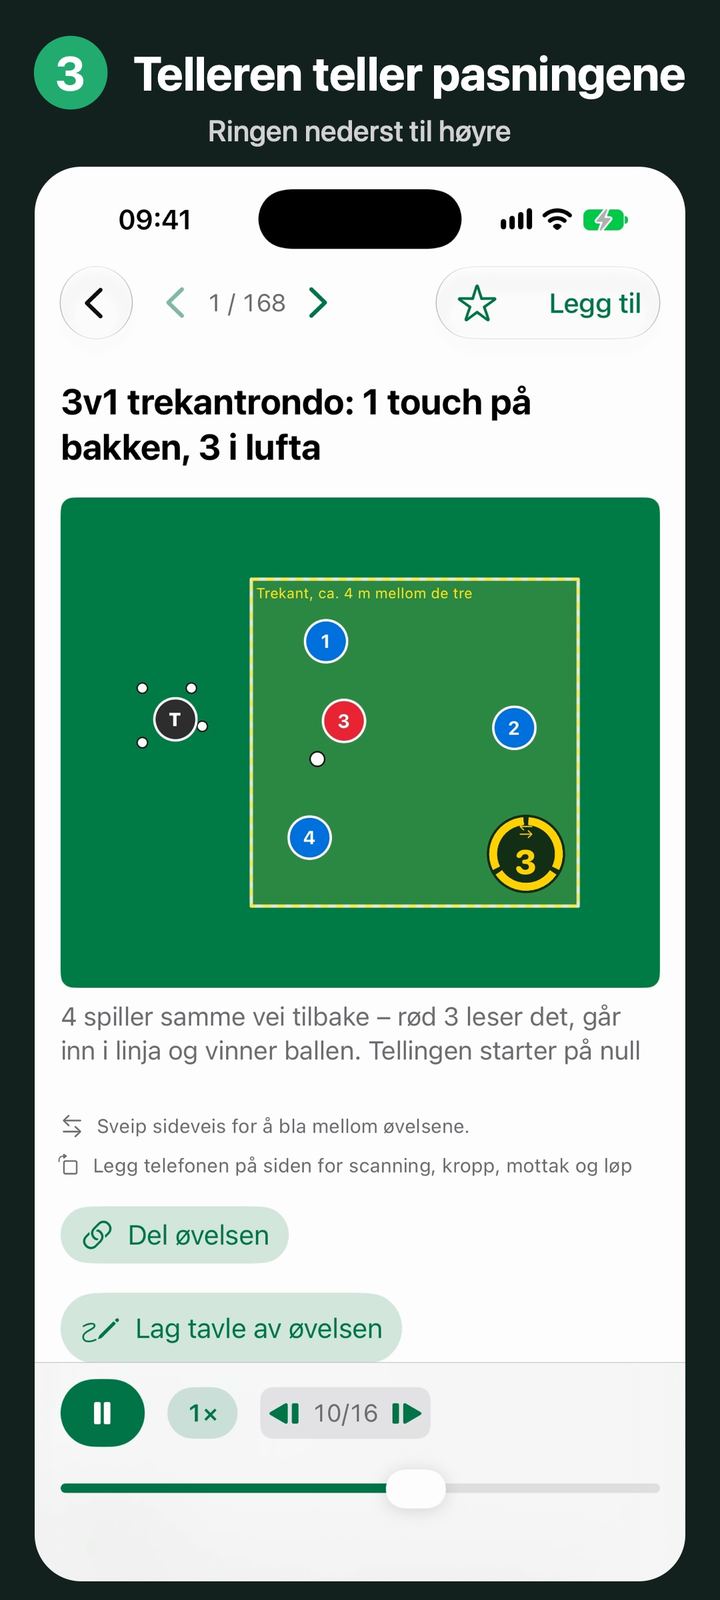 3 Telleren teller pasningene
Ringen nederst til høyre
09:41
1 / 168
Legg til
3v1 trekantrondo: 1 touch på
bakken, 3 i lufta
Trekant, ca. 4 m mellom de tre
1
T
3
2
4
3
4 spiller samme vei tilbake – rød 3 leser det, går
inn i linja og vinner ballen. Tellingen starter på null
Sveip sideveis for å bla mellom øvelsene.
Legg telefonen på siden for scanning, kropp, mottak og løp
Del øvelsen
Lag tavle av øvelsen
1×
10/16